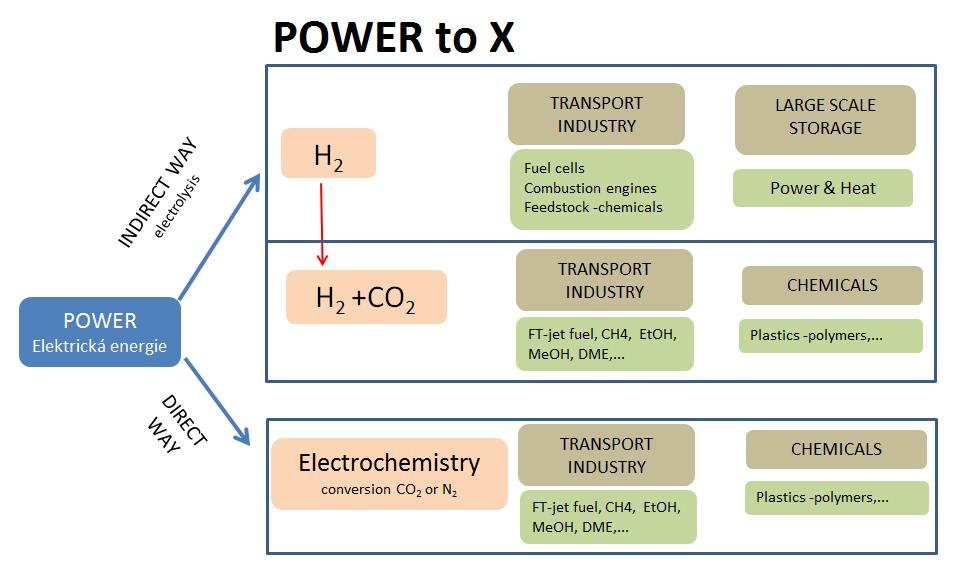 POWER to X
INDIRECT WAY
electrolysis
H₂
TRANSPORT
INDUSTRY
Fuel cells
Combustion engines
Feedstock -chemicals
LARGE SCALE
STORAGE
Power & Heat
H₂ +CO₂
TRANSPORT
INDUSTRY
FT-jet fuel, CH4, EtOH,
MeOH, DME,...
CHEMICALS
Plastics -polymers,...
POWER
Elektrická energie
DIRECT
WAY
Electrochemistry
conversion CO₂ or N₂
TRANSPORT
INDUSTRY
FT-jet fuel, CH4, EtOH,
MeOH, DME,...
CHEMICALS
Plastics -polymers,...